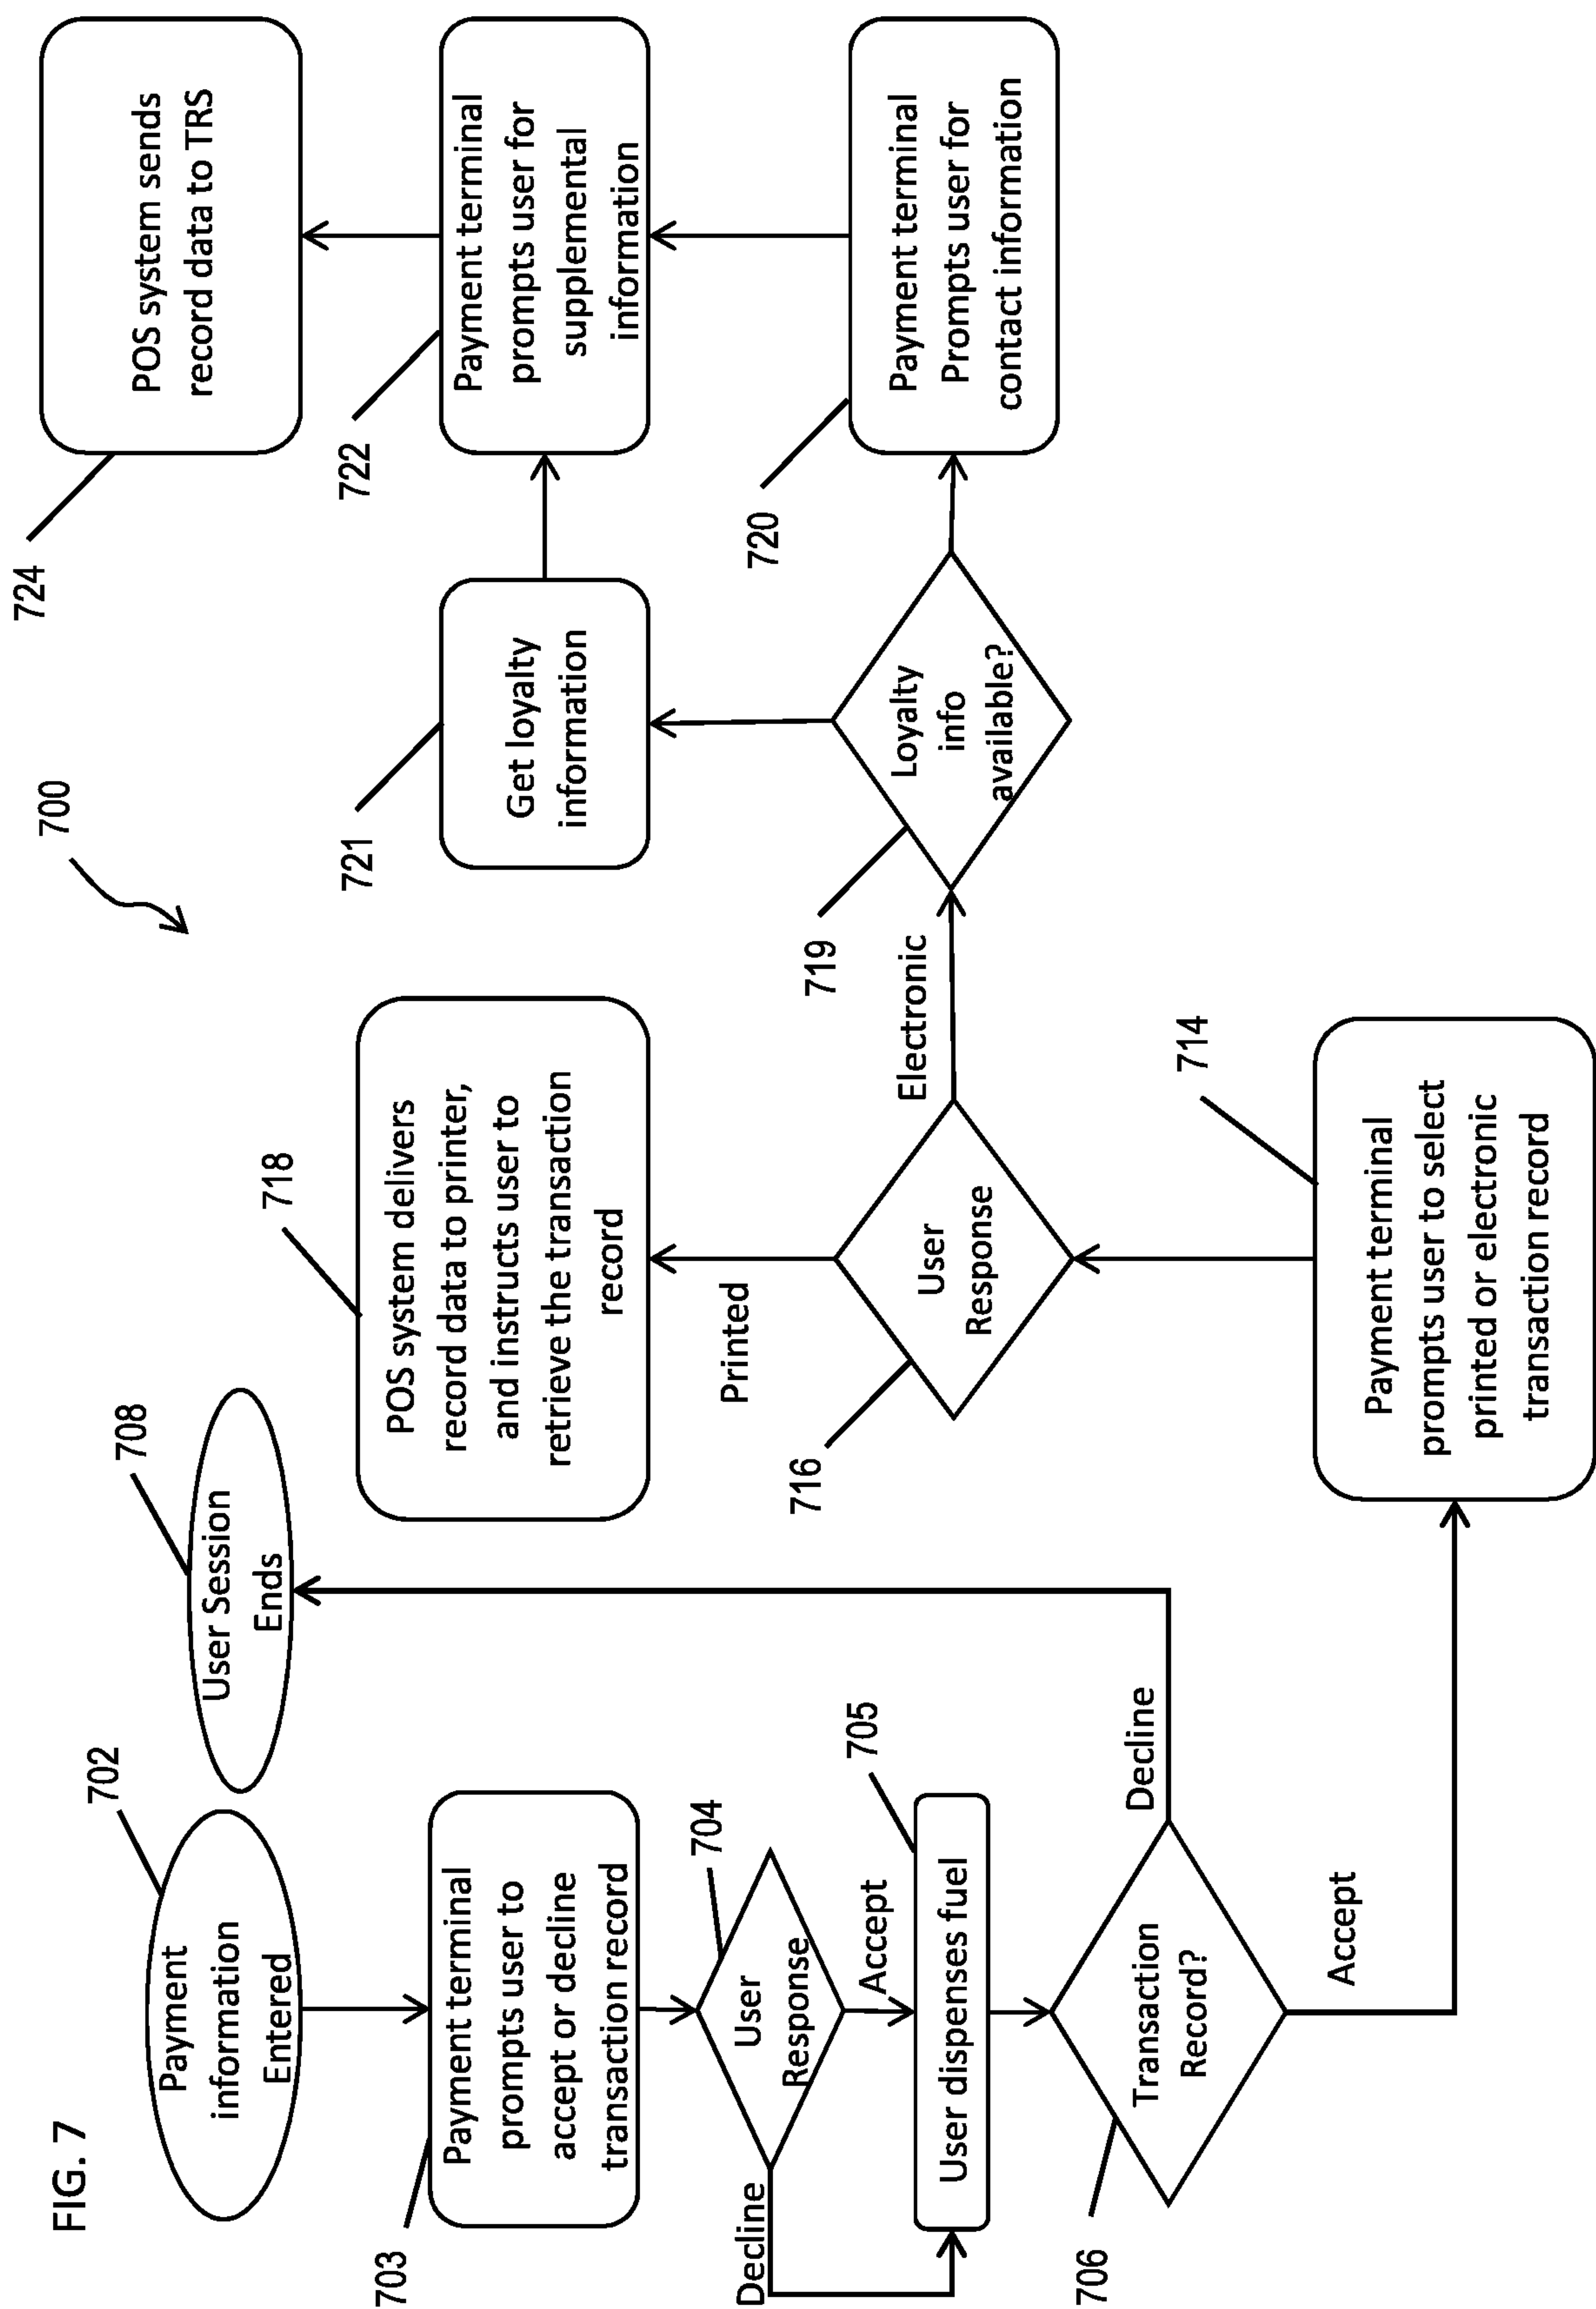 FIG. 7
700
702
Payment
information
Entered
708
User Session
Ends
703
Payment terminal
prompts user to
accept or decline
transaction record
704
User
Response
Decline
Accept
705
User dispenses fuel
706
Transaction
Record?
Decline
Accept
714
Payment terminal
prompts user to select
printed or electronic
transaction record
716
User
Response
Printed
Electronic
718
POS system delivers
record data to printer,
and instructs user to
retrieve the transaction
record
719
Loyalty
info
available?
721
Get loyalty
information
720
Payment terminal
Prompts user for
contact information
722
Payment terminal
prompts user for
supplemental
information
724
POS system sends
record data to TRS